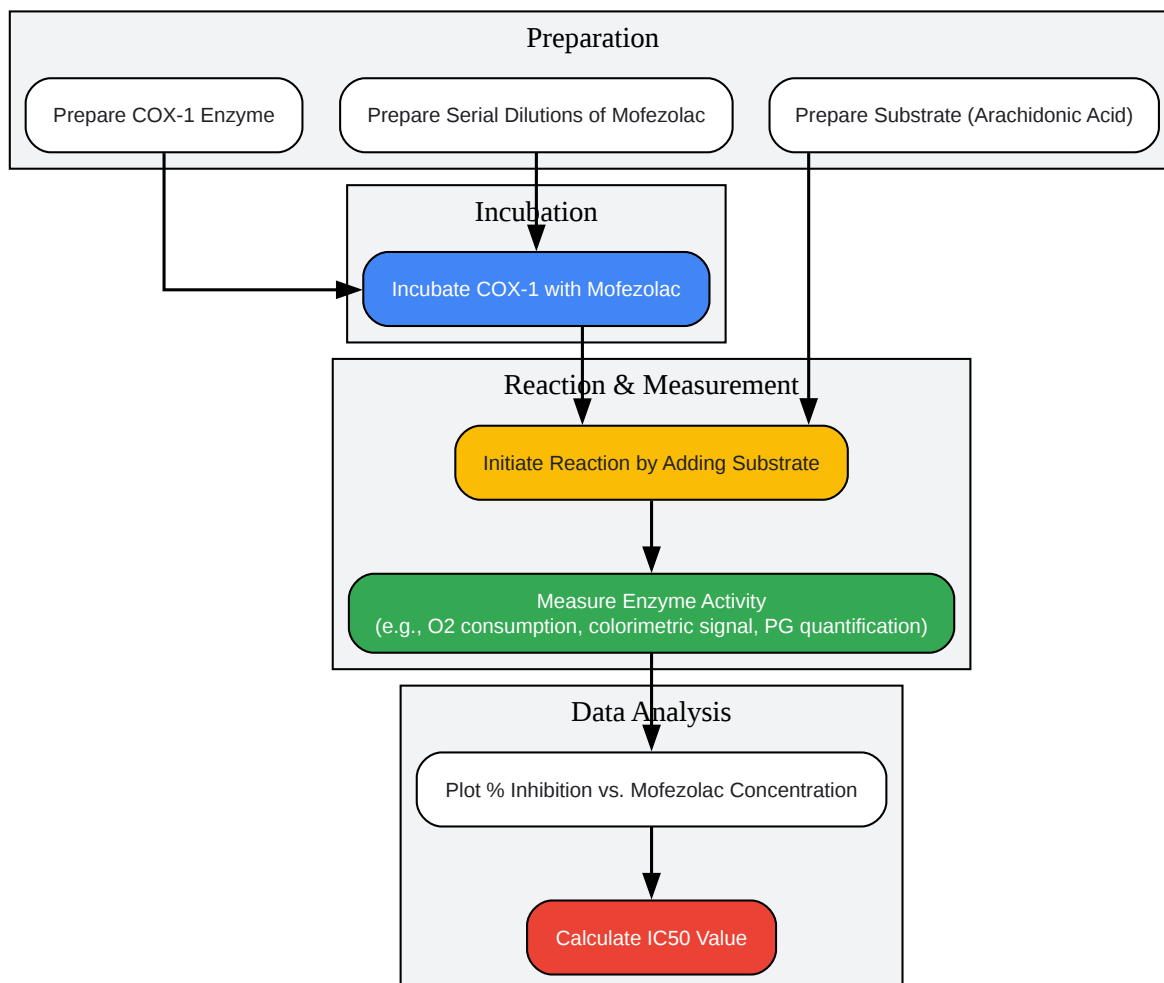 Preparation
Prepare COX-1 Enzyme
Prepare Serial Dilutions of Mofezolac
Prepare Substrate (Arachidonic Acid)
Incubation
Incubate COX-1 with Mofezolac
Reaction & Measurement
Initiate Reaction by Adding Substrate
Measure Enzyme Activity
(e.g., O2 consumption, colorimetric signal, PG quantification)
Data Analysis
Plot % Inhibition vs. Mofezolac Concentration
Calculate IC50 Value